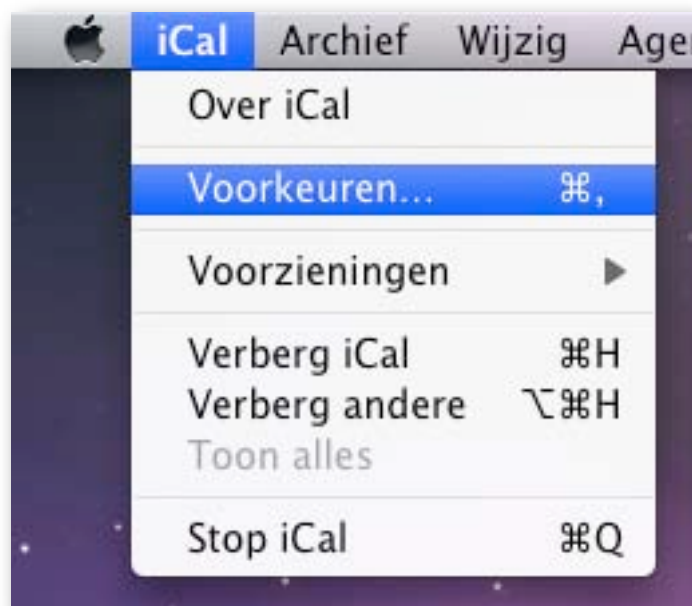 iCal Archief Wijzig
Over iCal
Voorkeuren... ⌘,
Voorzieningen
Verberg iCal ⌘H
Verberg andere ⌥⌘H
Toon alles
Stop iCal ⌘Q